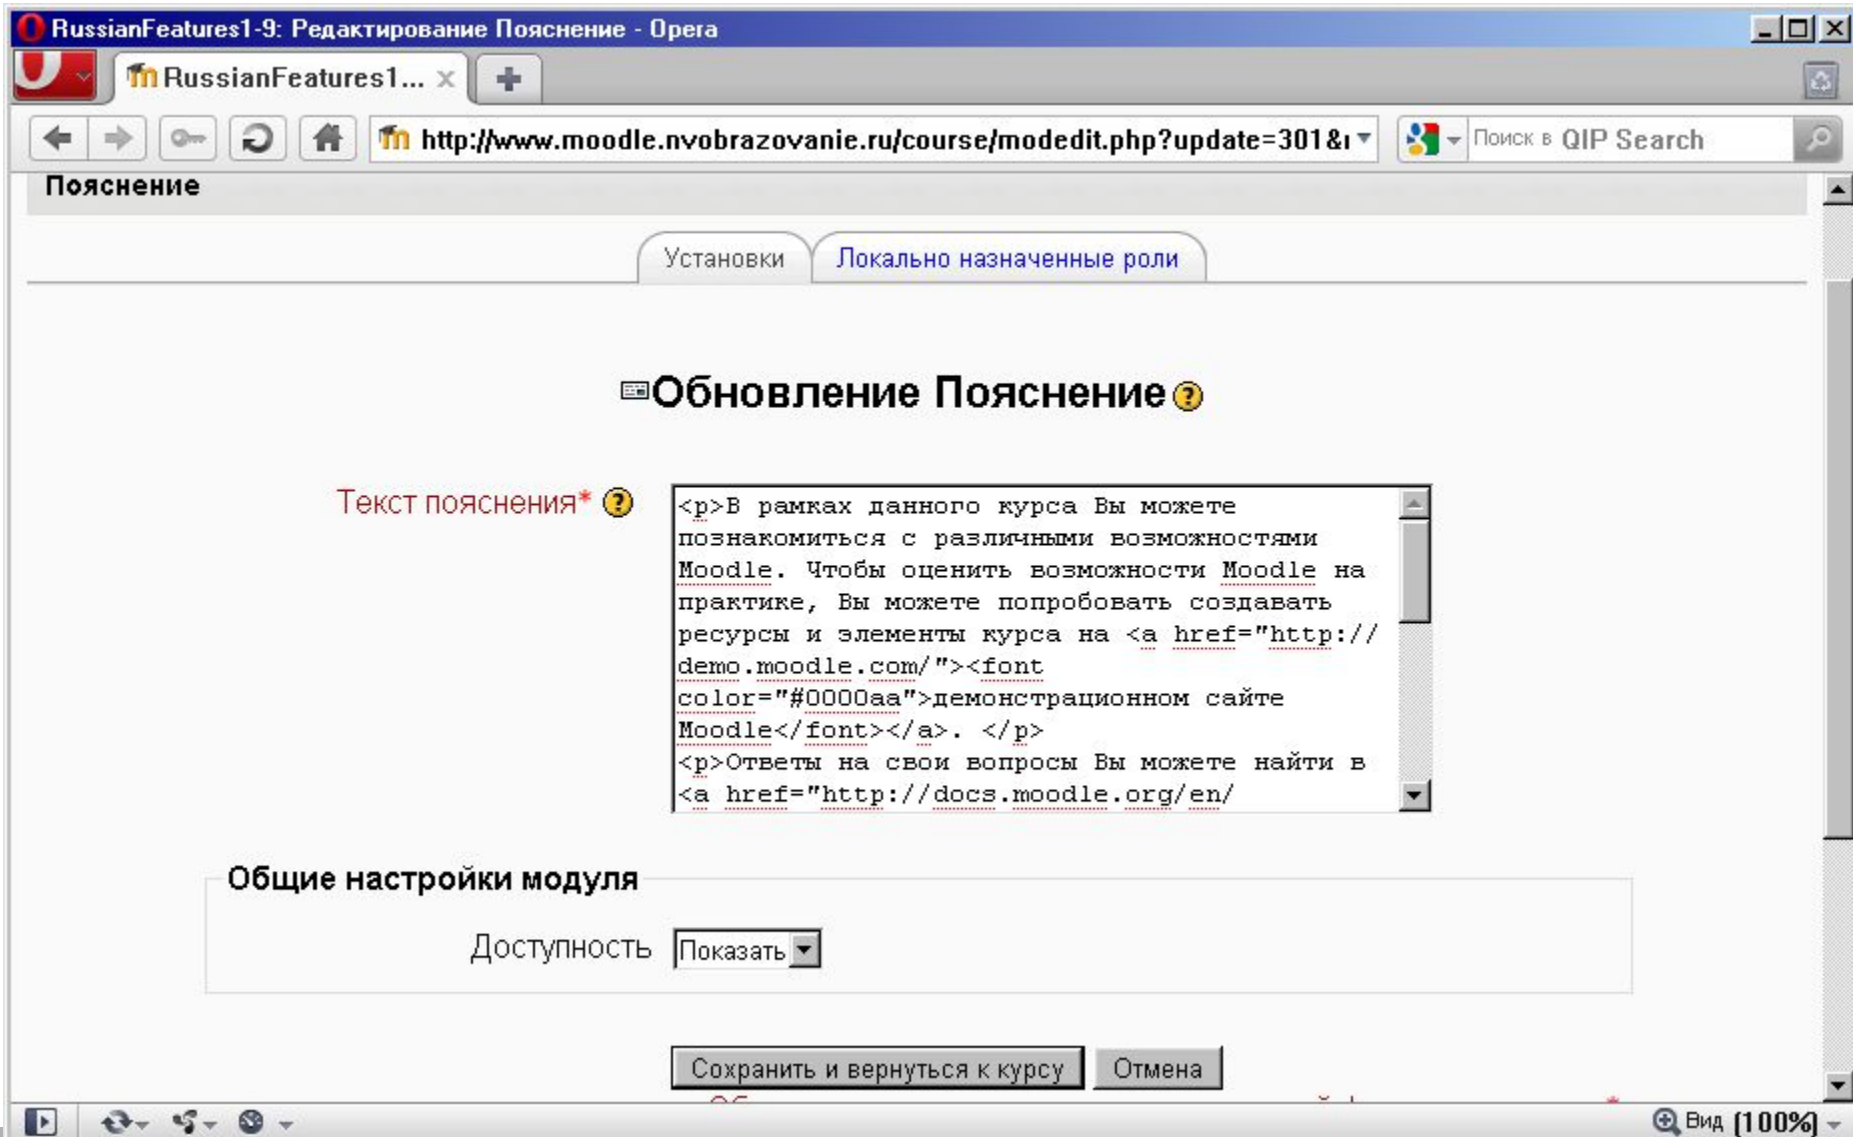 RussianFeatures1-9: Редактирование Пояснение - Opera
RussianFeatures1...
http://www.moodle.nvobrazovanie.ru/course/modedit.php?update=301&
Поиск в QIP Search
Пояснение
Установки
Локально назначенные роли
Обновление Пояснение
Текст пояснения*
<p>В рамках данного курса Вы можете
познакомиться с различными возможностями
Moodle. Чтобы оценить возможности Moodle на
практике, Вы можете попробовать создавать
ресурсы и элементы курса на <a href="http://
demo.moodle.com/"><font
color="#0000aa">демонстрационном сайте
Moodle</font></a>. </p>
<p>Ответы на свои вопросы Вы можете найти в
<a href="http://docs.moodle.org/en/
Общие настройки модуля
Доступность
Показать
Сохранить и вернуться к курсу
Отмена
Вид (100%)